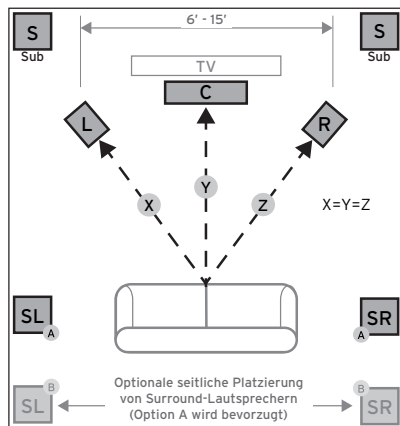 6' - 15'
S
S
Sub
Sub
TV
C
L
R
X
Y
Z
X=Y=Z
SL
A
SR
A
B
B
SL
SR
Optionale seitliche Platzierung
von Surround-Lautsprechern
(Option A wird bevorzugt)